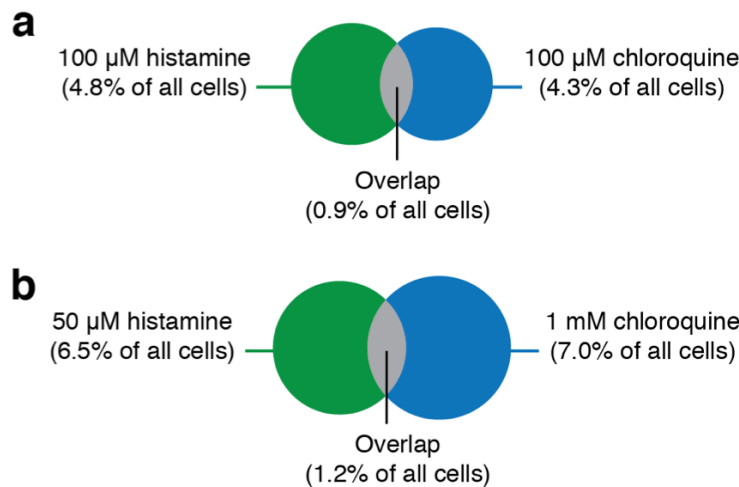 a
100 µM histamine
(4.8% of all cells)
100 µM chloroquine
(4.3% of all cells)
Overlap
(0.9% of all cells)
b
50 µM histamine
(6.5% of all cells)
1 mM chloroquine
(7.0% of all cells)
Overlap
(1.2% of all cells)